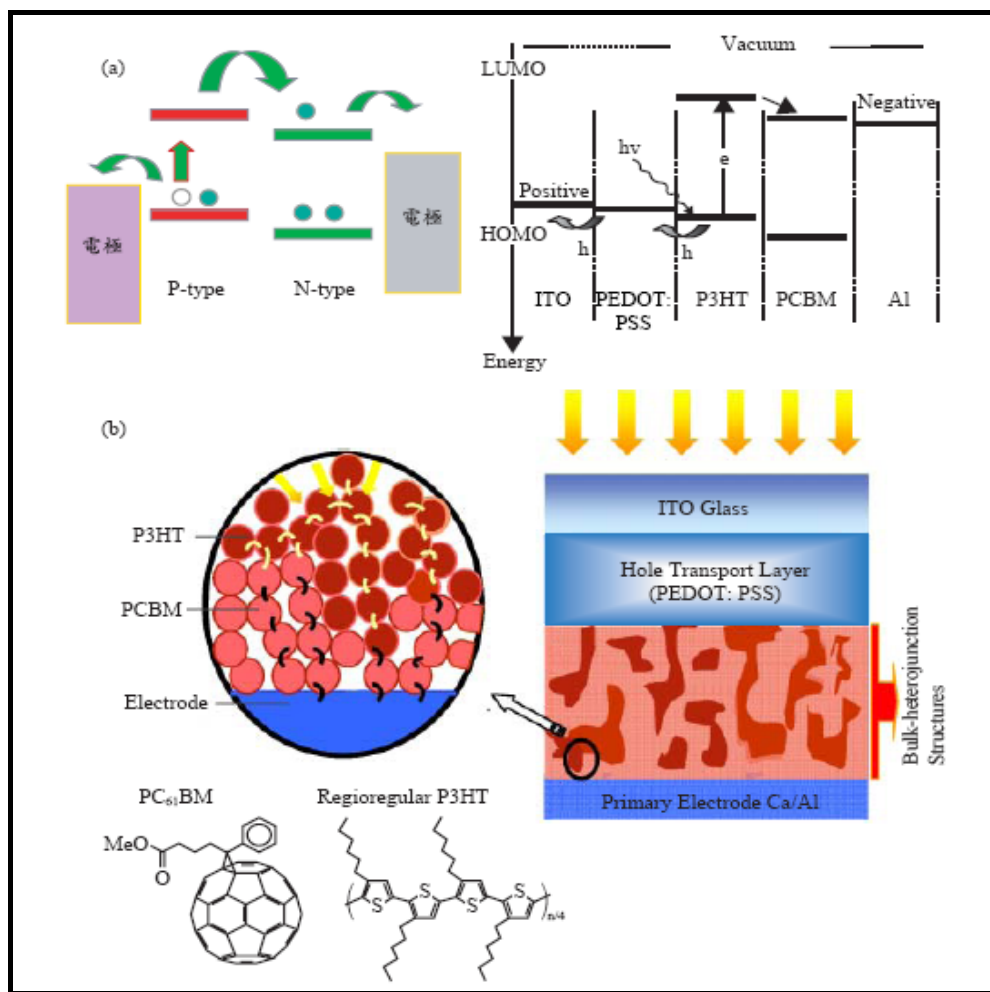 (a)
電極
P-type
N-type
電極
Vacuum
LUMO
Negative
hv
e
Positive
HOMO
h
h
ITO
PEDOT:
PSS
P3HT
PCBM
Al
Energy
(b)
P3HT
PCBM
Electrode
ITO Glass
Hole Transport Layer
(PEDOT: PSS)
Bulk-heterojunction
Structures
Primary Electrode Ca/Al
PC₆₁BM
Regioregular P3HT
MeO
O
S
S
S
S
n/4